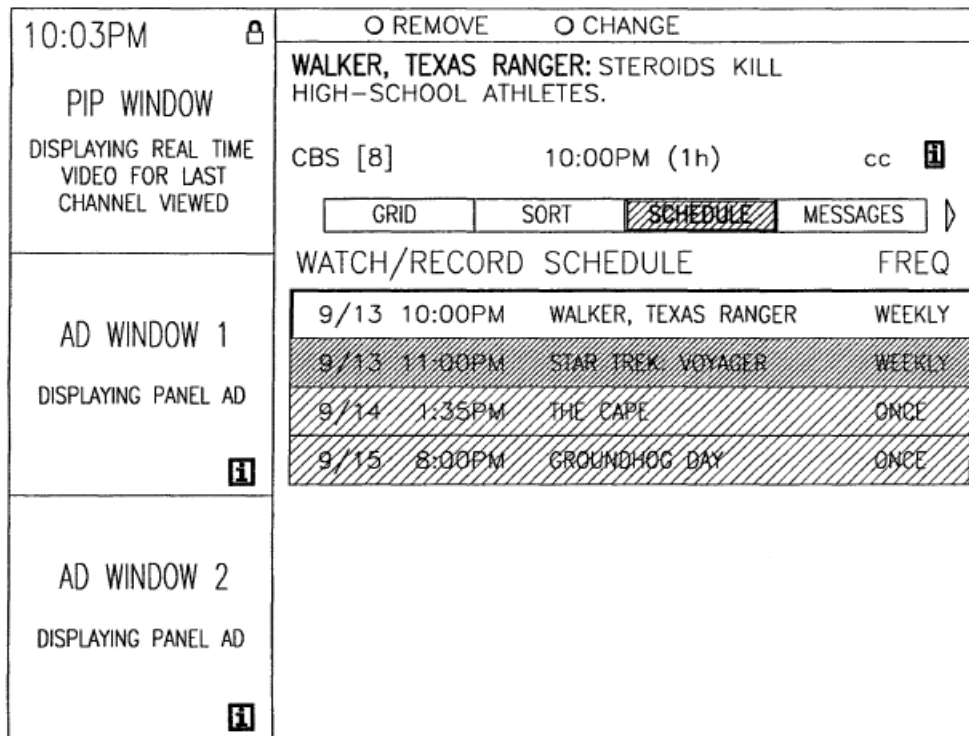 10:03PM
PIP WINDOW
DISPLAYING REAL TIME
VIDEO FOR LAST
CHANNEL VIEWED
AD WINDOW 1
DISPLAYING PANEL AD
i
AD WINDOW 2
DISPLAYING PANEL AD
i
REMOVE CHANGE
WALKER, TEXAS RANGER: STEROIDS KILL
HIGH-SCHOOL ATHLETES.
CBS [8] 10:00PM (1h) cc i
GRID SORT SCHEDULE MESSAGES
WATCH/RECORD SCHEDULE FREQ
9/13 10:00PM WALKER, TEXAS RANGER WEEKLY
9/13 11:00PM STAR TREK: VOYAGER WEEKLY
9/14 1:35PM THE CAPE ONCE
9/15 8:00PM GROUNDHOG DAY ONCE